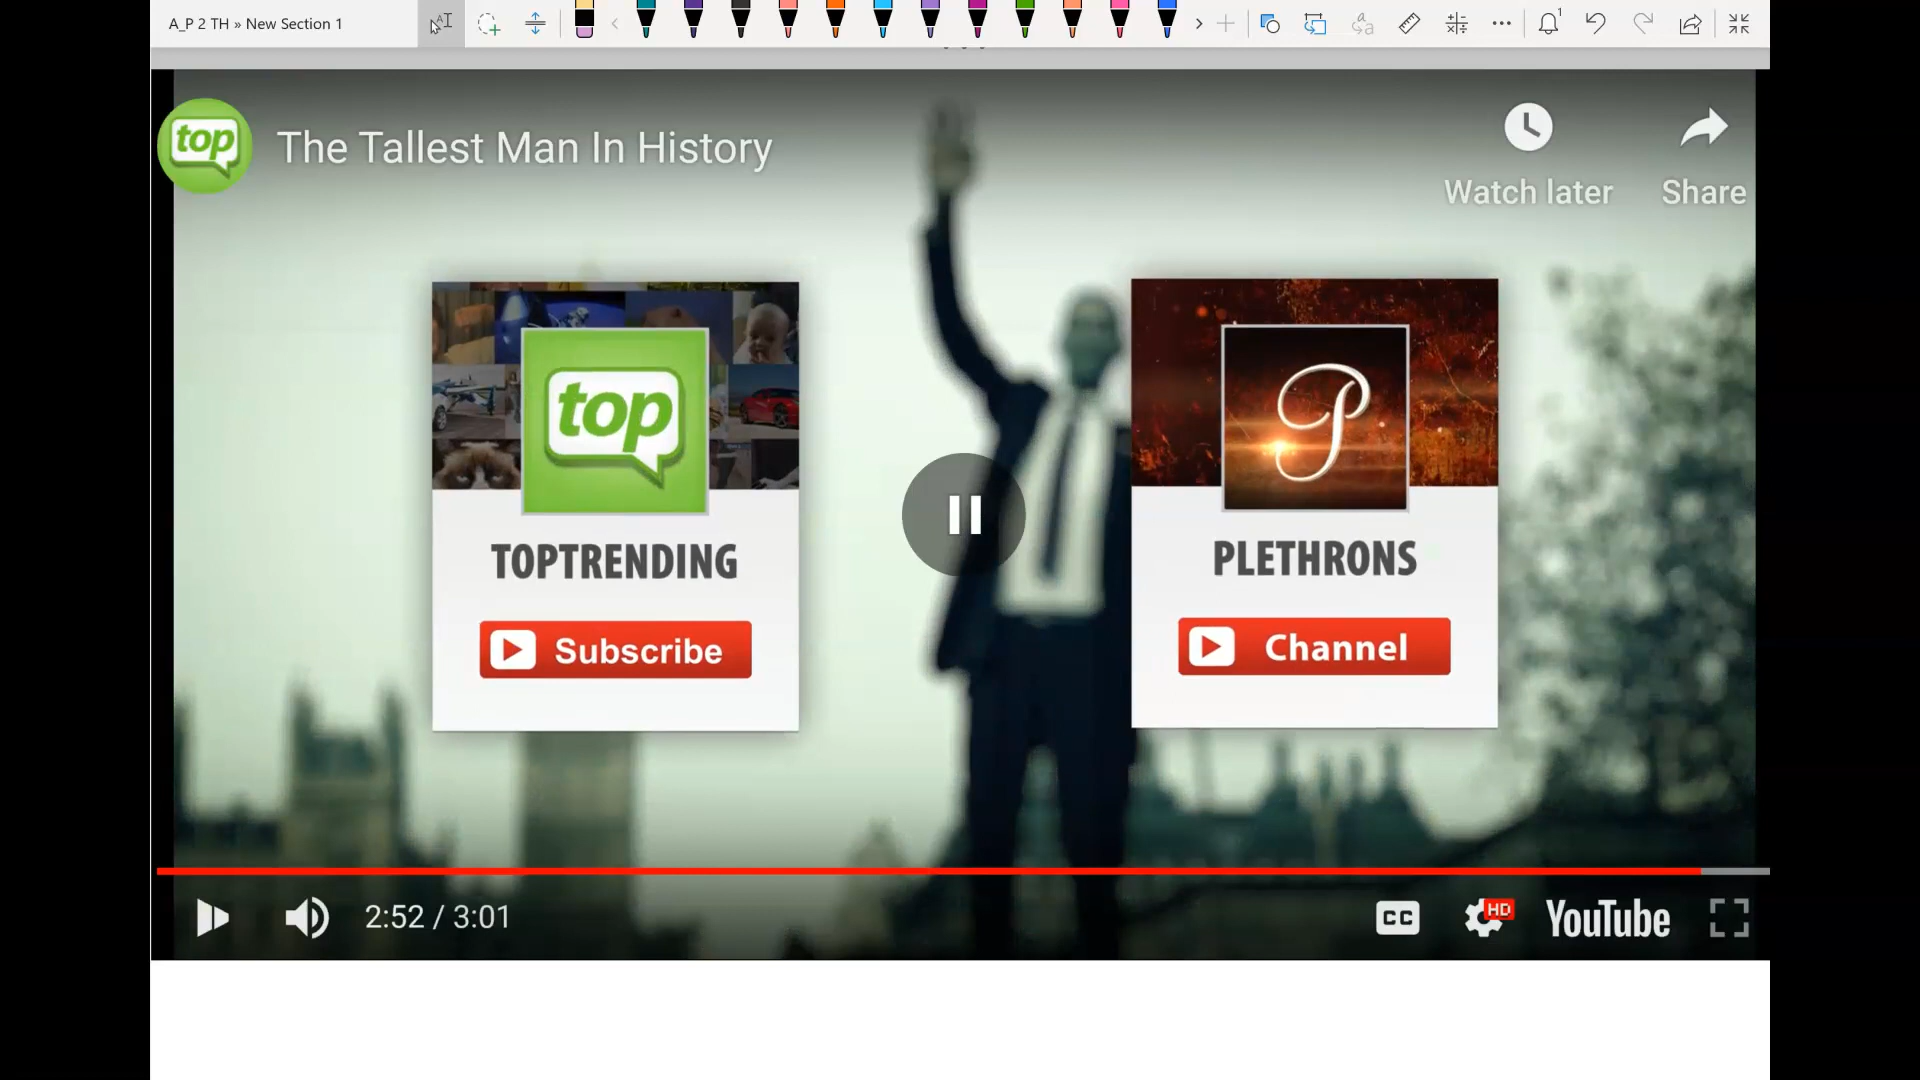 A_P 2 TH » New Section 1
top
The Tallest Man In History
Watch later
Share
top
P
TOPTRENDING
PLETHRONS
Subscribe
Channel
2:52 / 3:01
CC
HD
YouTube